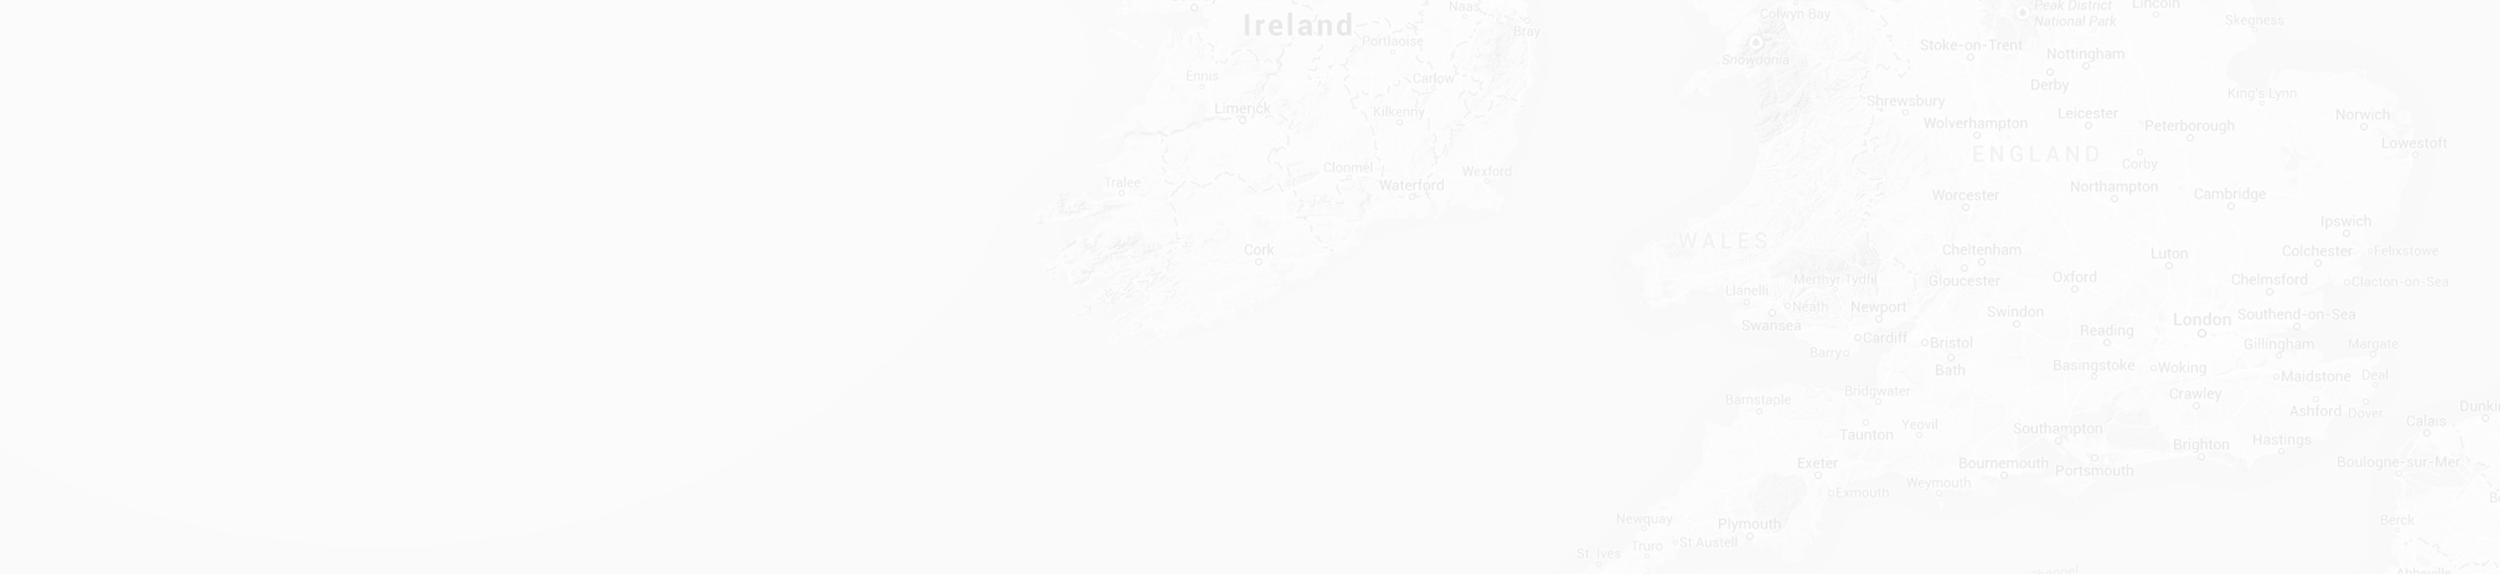 Ireland
Naas
Bray
Portlaoise
Ennis
Carlow
Limerick
Kilkenny
Clonmel
Wexford
Tralee
Waterford
Cork
Colwyn Bay
Peak District
National Park
Lincoln
Skegness
Stoke-on-Trent
Nottingham
Snowdonia
Derby
King's Lynn
Shrewsbury
Leicester
Norwich
Wolverhampton
Peterborough
Lowestoft
ENGLAND
Corby
Northampton
Worcester
Cambridge
Ipswich
WALES
Cheltenham
Luton
Colchester
Felixstowe
Merthyr Tydfil
Gloucester
Oxford
Chelmsford
Clacton-on-Sea
Llanelli
Neath
Newport
Swindon
London
Southend-on-Sea
Swansea
Reading
Cardiff
Bristol
Gillingham
Margate
Barry
Bath
Basingstoke
Woking
Maidstone
Deal
Bridgwater
Barnstaple
Crawley
Ashford
Dover
Dunki
Calais
Taunton
Yeovil
Southampton
Brighton
Hastings
Exeter
Bournemouth
Portsmouth
Boulogne-sur-Mer
Exmouth
Weymouth
Newquay
Plymouth
Berck
St Austell
Truro
St. Ives